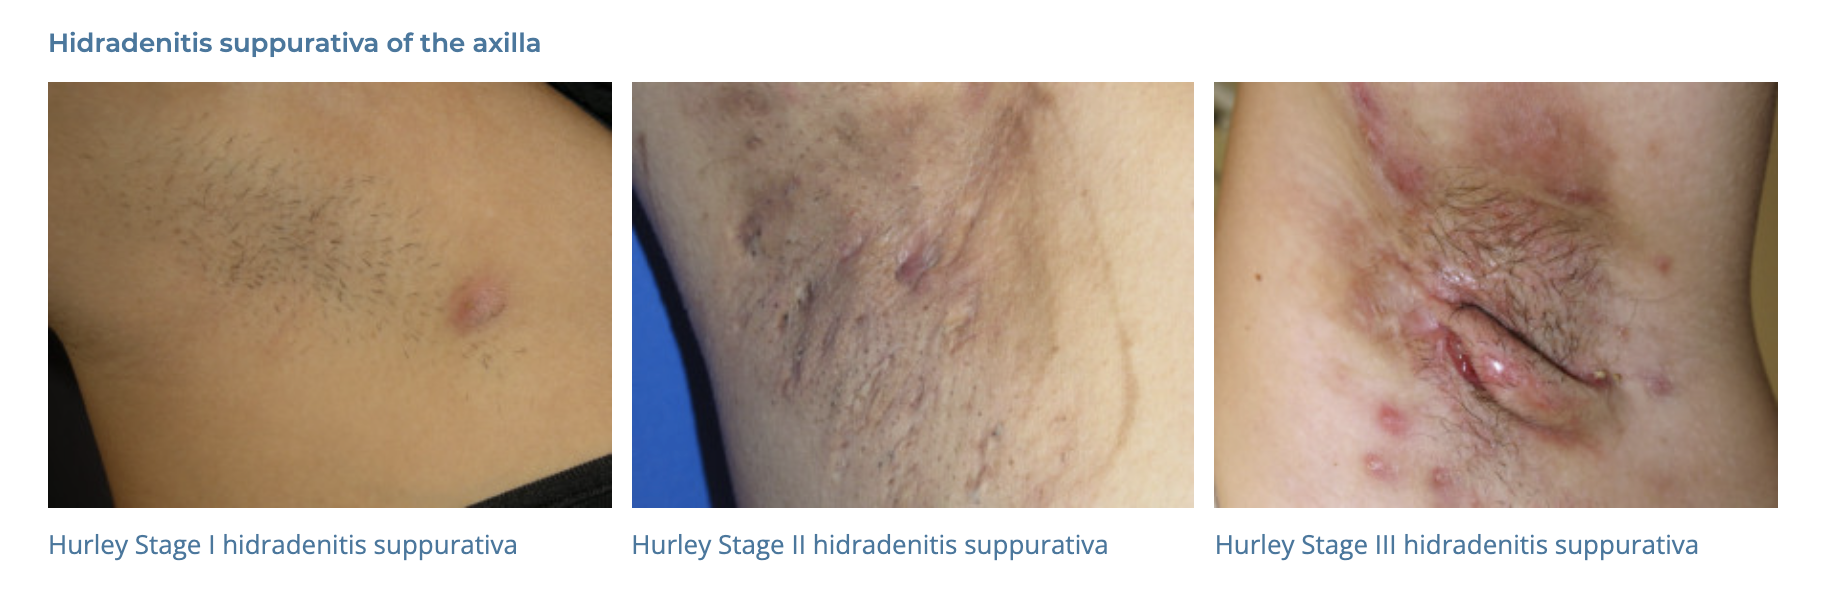 Hidradenitis suppurativa of the axilla
Hurley Stage I hidradenitis suppurativa
Hurley Stage II hidradenitis suppurativa
Hurley Stage III hidradenitis suppurativa